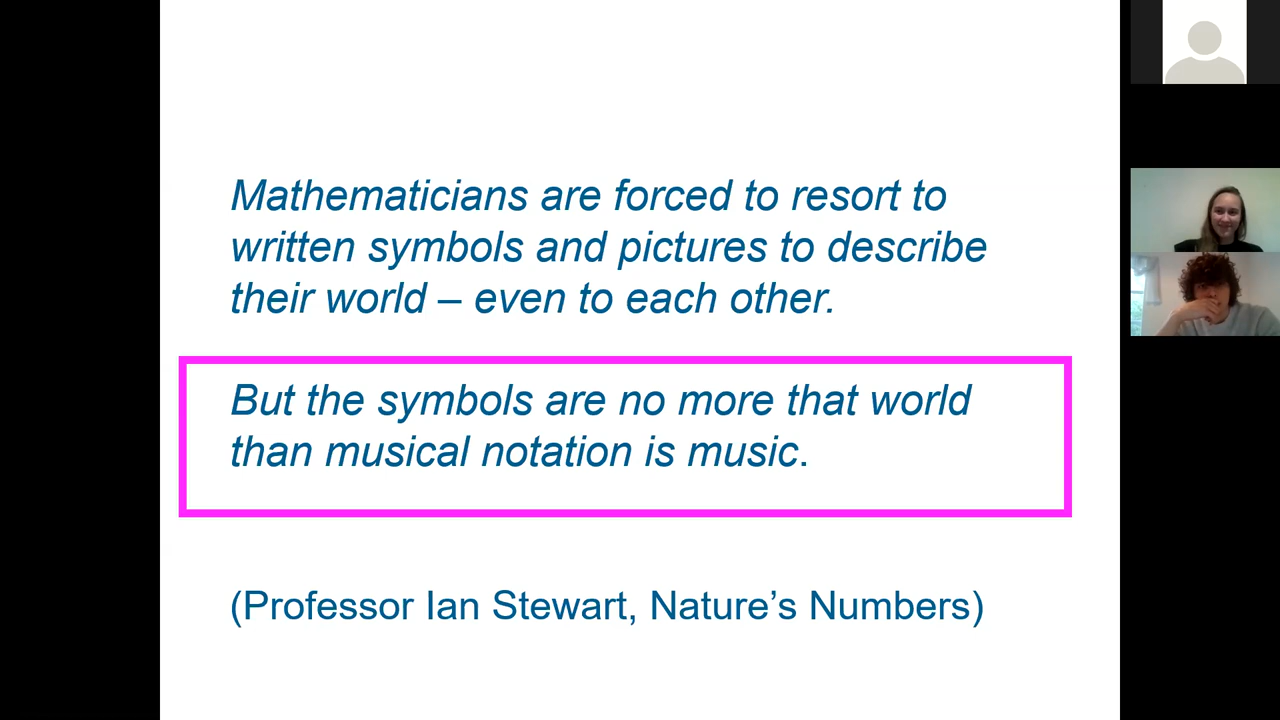 Mathematicians are forced to resort to
written symbols and pictures to describe
their world – even to each other.
But the symbols are no more that world
than musical notation is music.
(Professor Ian Stewart, Nature’s Numbers)